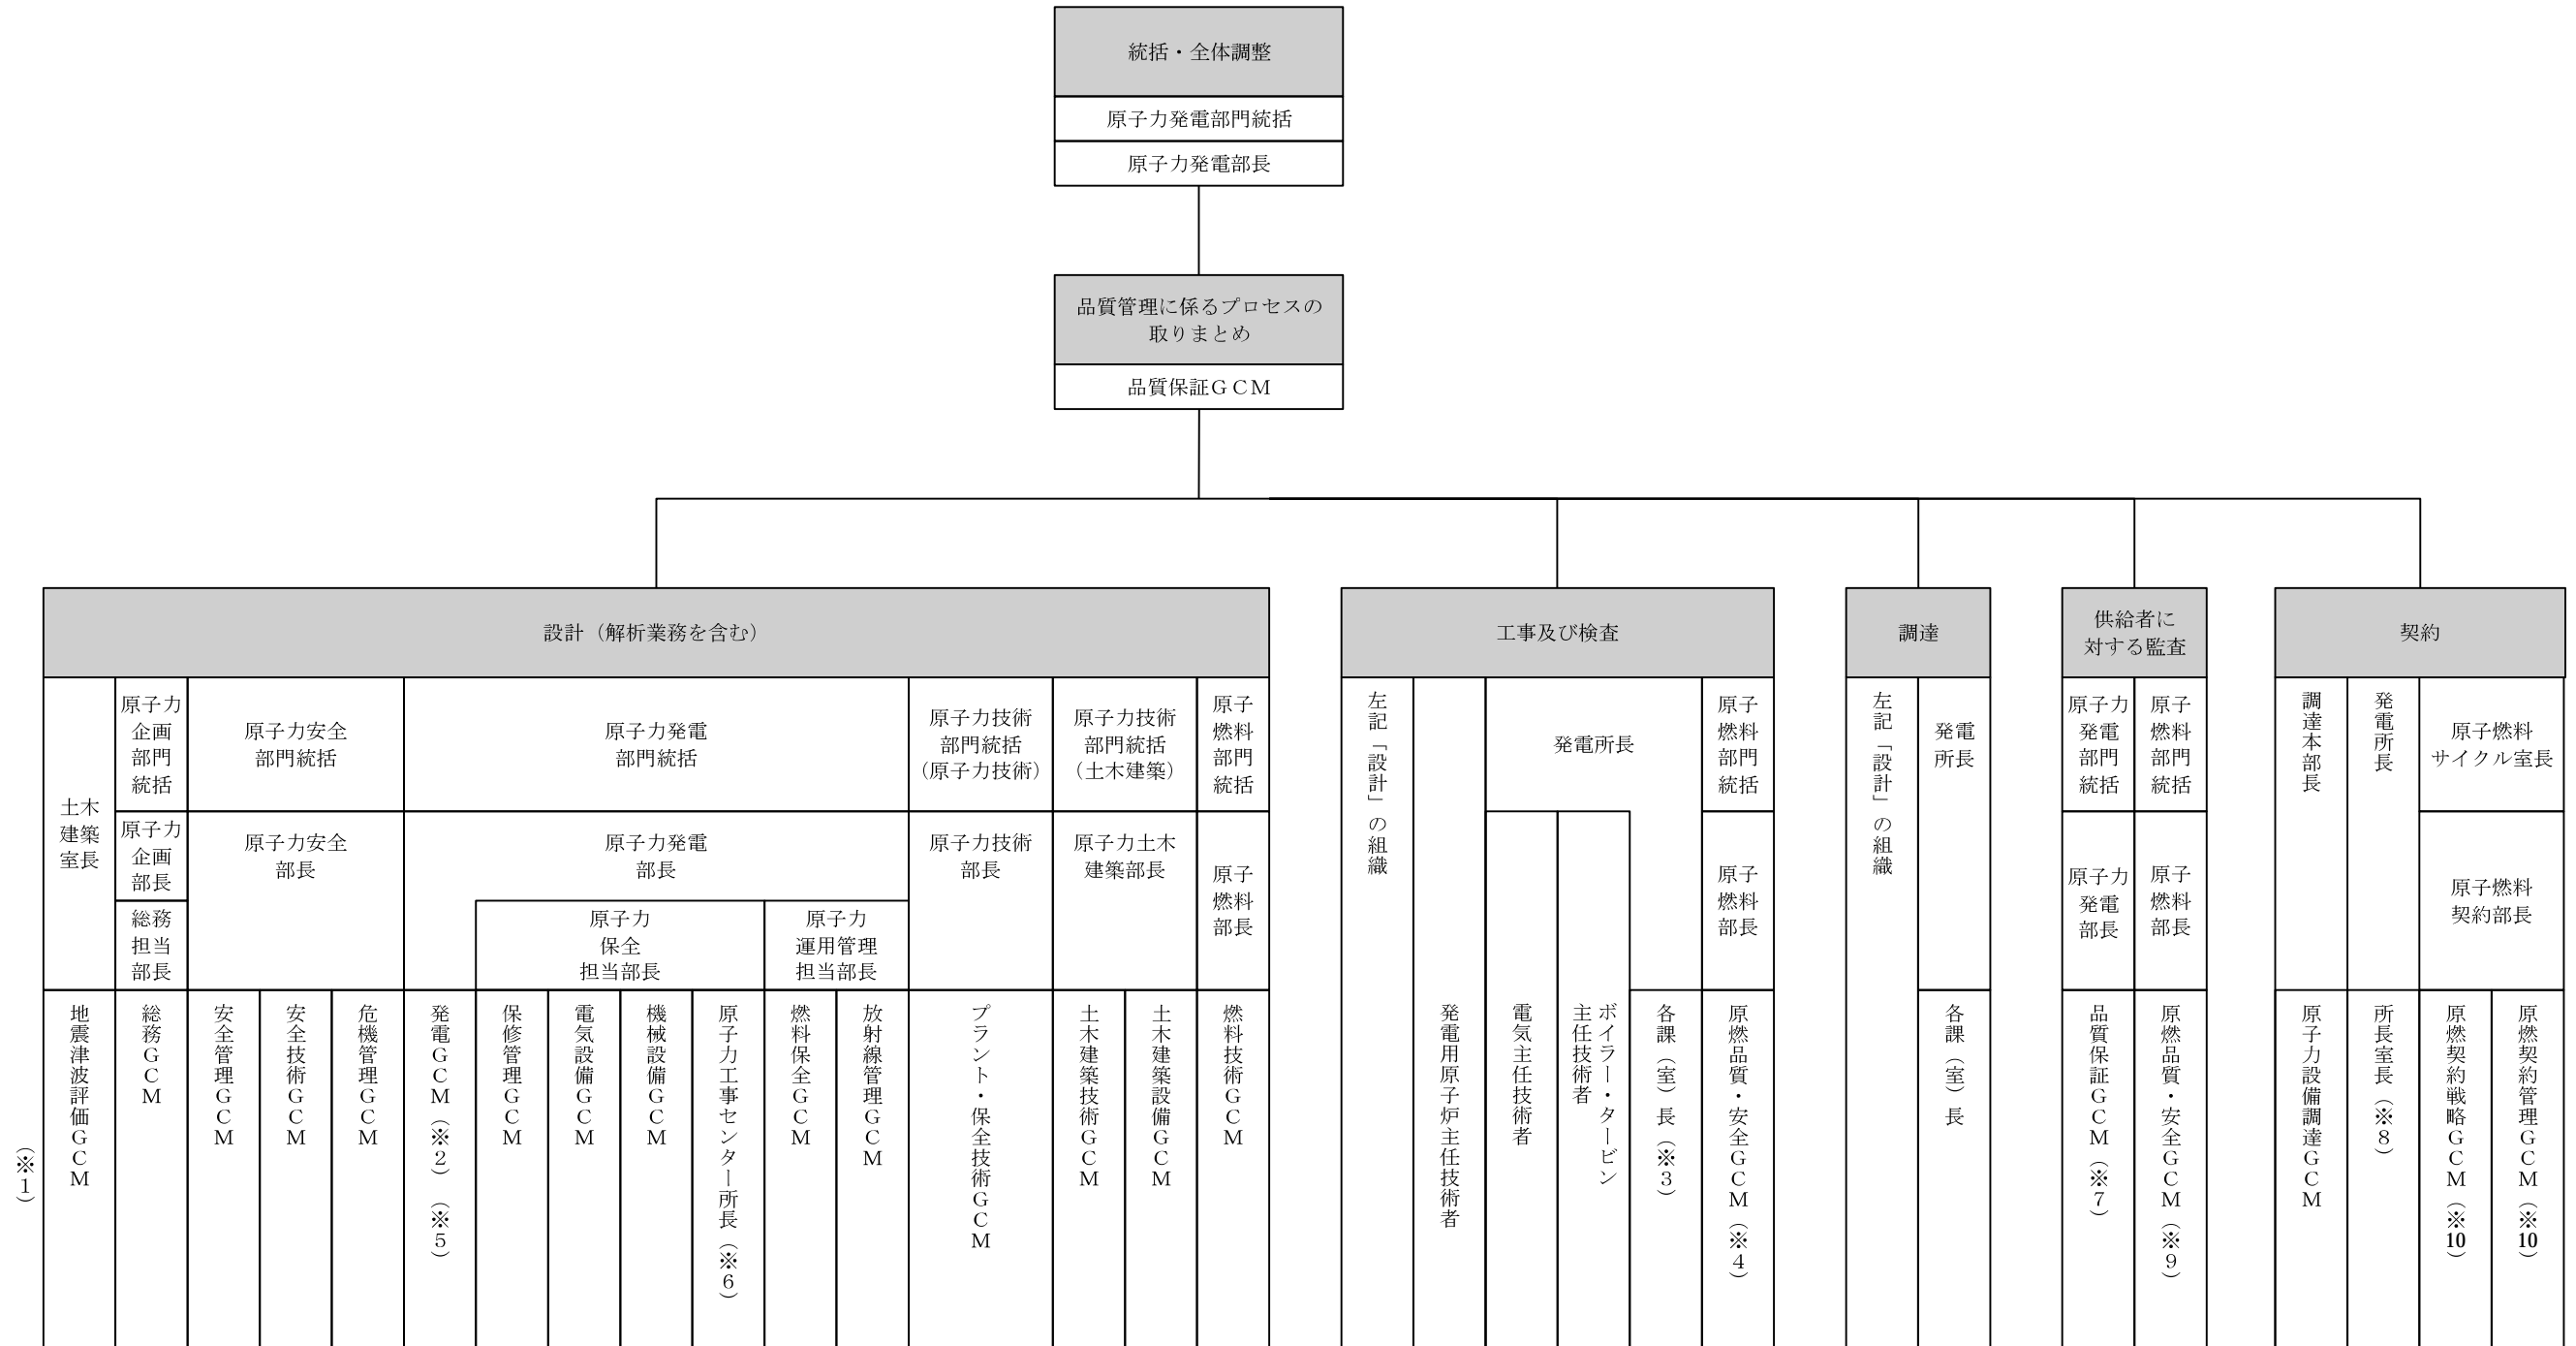 統括・全体調整
原子力発電部門統括
原子力発電部長
品質管理に係るプロセスの
取りまとめ
品質保証ＧＣＭ
設計（解析業務を含む）
工事及び検査
調達
供給者に
対する監査
契約
土木
建築
室長
原子力
企画
部門
統括
原子力安全
部門統括
原子力発電
部門統括
原子力技術
部門統括
（原子力技術）
原子力技術
部門統括
（土木建築）
原子
燃料
部門
統括
原子力
企画
部長
総務
担当
部長
原子力安全
部長
原子力発電
部長
原子力
保全
担当部長
原子力
運用管理
担当部長
原子力技術
部長
原子力土木
建築部長
原子
燃料
部長
（※１）
地震津波評価ＧＣＭ
総務ＧＣＭ
安全管理ＧＣＭ
安全技術ＧＣＭ
危機管理ＧＣＭ
発電ＧＣＭ（※２）（※５）
保修管理ＧＣＭ
電気設備ＧＣＭ
機械設備ＧＣＭ
原子力工事センター所長（※６）
燃料保全ＧＣＭ
放射線管理ＧＣＭ
プラント・保全技術ＧＣＭ
土木建築技術ＧＣＭ
土木建築設備ＧＣＭ
燃料技術ＧＣＭ
左記「設計」の組織
発電用原子炉主任技術者
発電所長
電気主任技術者
ボイラー・タービン
主任技術者
各課（室）長（※３）
原子
燃料
部門
統括
原子
燃料
部長
原燃品質・安全ＧＣＭ（※４）
左記「設計」の組織
発電
所長
各課（室）長
原子力
発電
部門
統括
原子力
発電
部長
品質保証ＧＣＭ（※７）
原子
燃料
部門
統括
原子
燃料
部長
原燃品質・安全ＧＣＭ（※９）
調達本部長
原子力設備調達ＧＣＭ
発電所長
所長室長（※８）
原子燃料
サイクル室長
原子燃料
契約部長
原燃契約戦略ＧＣＭ（※10）
原燃契約管理ＧＣＭ（※10）